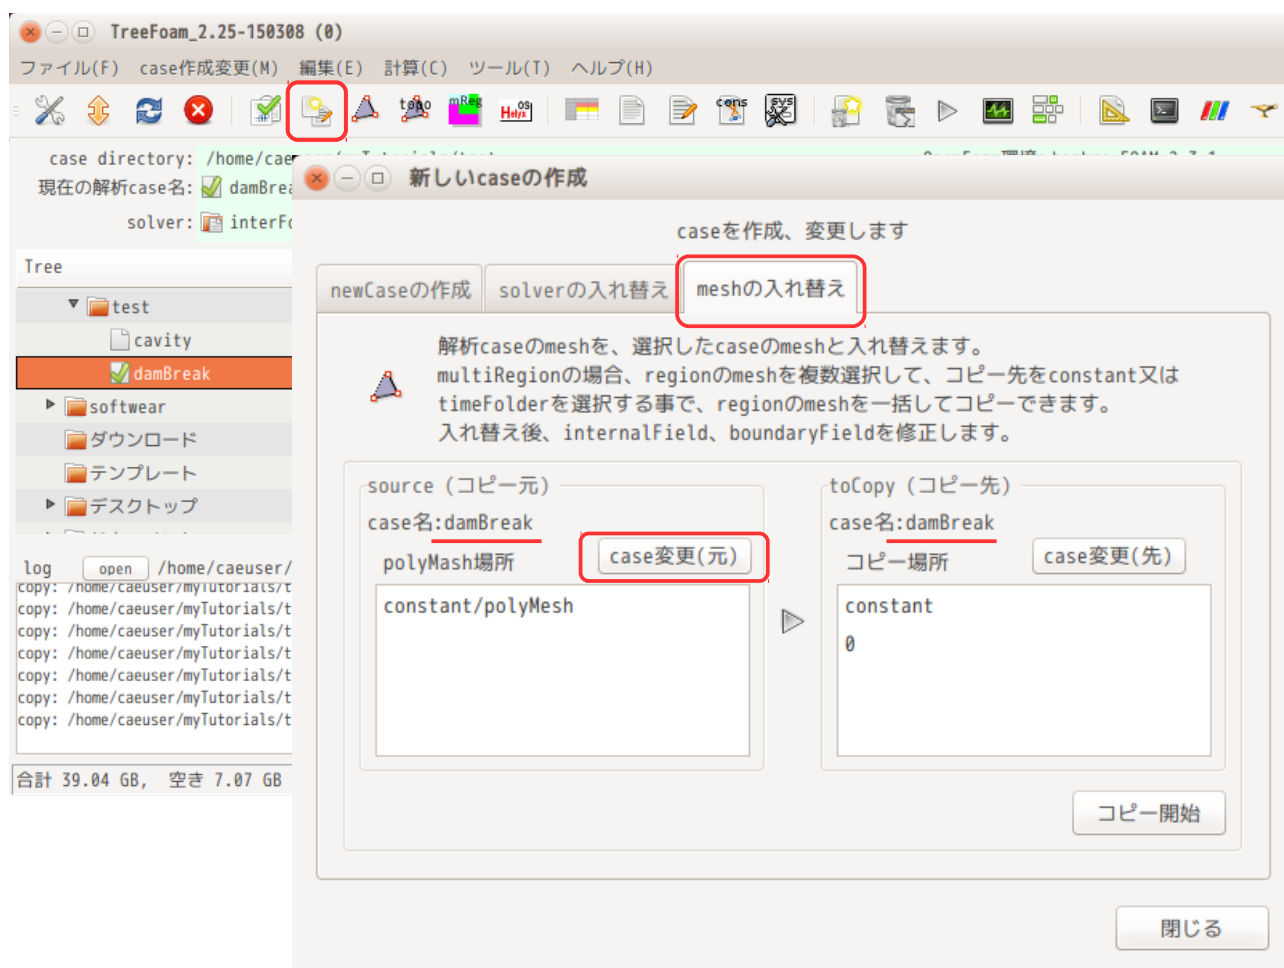 TreeFoam_2.25-150308 (0)
ファイル(F) case作成変更(M) 編集(E) 計算(C) ツール(T) ヘルプ(H)
topo mReg OS Helyx cons SYS
case directory: /home/cae
現在の解析case名: damBrea
solver: interFo
Tree
test
cavity
damBreak
softwear
ダウンロード
テンプレート
デスクトップ
log open /home/caeuser/
copy: /home/caeuser/myTutorials/t
copy: /home/caeuser/myTutorials/t
copy: /home/caeuser/myTutorials/t
copy: /home/caeuser/myTutorials/t
copy: /home/caeuser/myTutorials/t
copy: /home/caeuser/myTutorials/t
copy: /home/caeuser/myTutorials/t
合計 39.04 GB, 空き 7.07 GB
新しいcaseの作成
caseを作成、変更します
newCaseの作成 solverの入れ替え meshの入れ替え
解析caseのmeshを、選択したcaseのmeshと入れ替えます。
multiRegionの場合、regionのmeshを複数選択して、コピー先をconstant又は
timeFolderを選択する事で、regionのmeshを一括してコピーできます。
入れ替え後、internalField、boundaryFieldを修正します。
source (コピー元)
case名:damBreak
polyMash場所 case変更(元)
constant/polyMesh
toCopy (コピー先)
case名:damBreak
コピー場所 case変更(先)
constant
0
コピー開始
閉じる